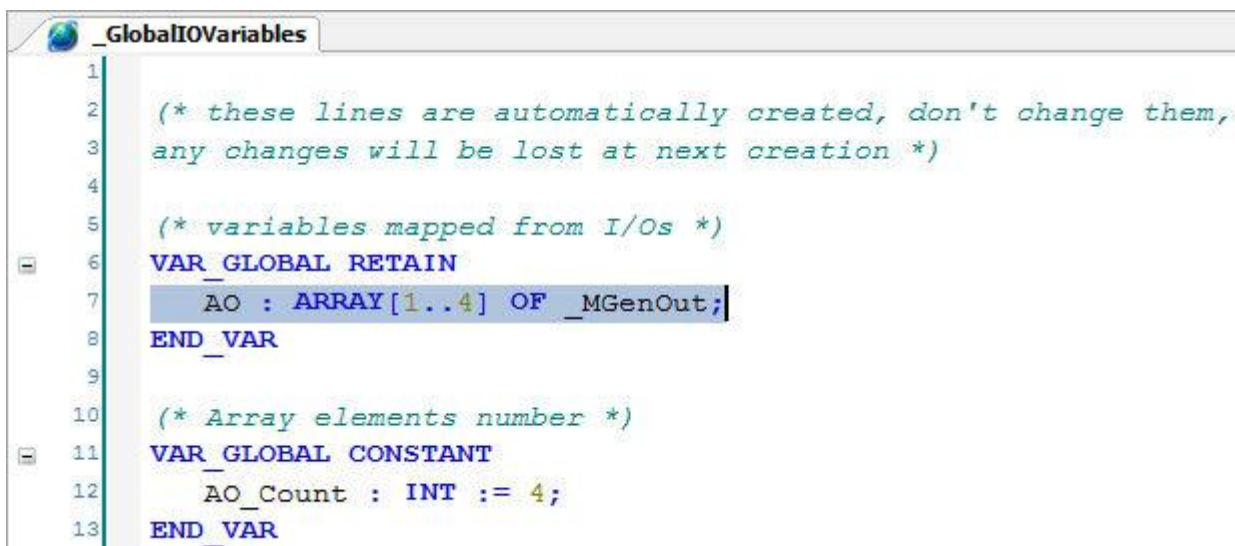 _GlobalIOVariables
1
2 (* these lines are automatically created, don't change them,
3 any changes will be lost at next creation *)
4
5 (* variables mapped from I/Os *)
6 VAR_GLOBAL RETAIN
7 AO : ARRAY[1..4] OF _MGenOut;
8 END_VAR
9
10 (* Array elements number *)
11 VAR_GLOBAL CONSTANT
12 AO_Count : INT := 4;
13 END_VAR